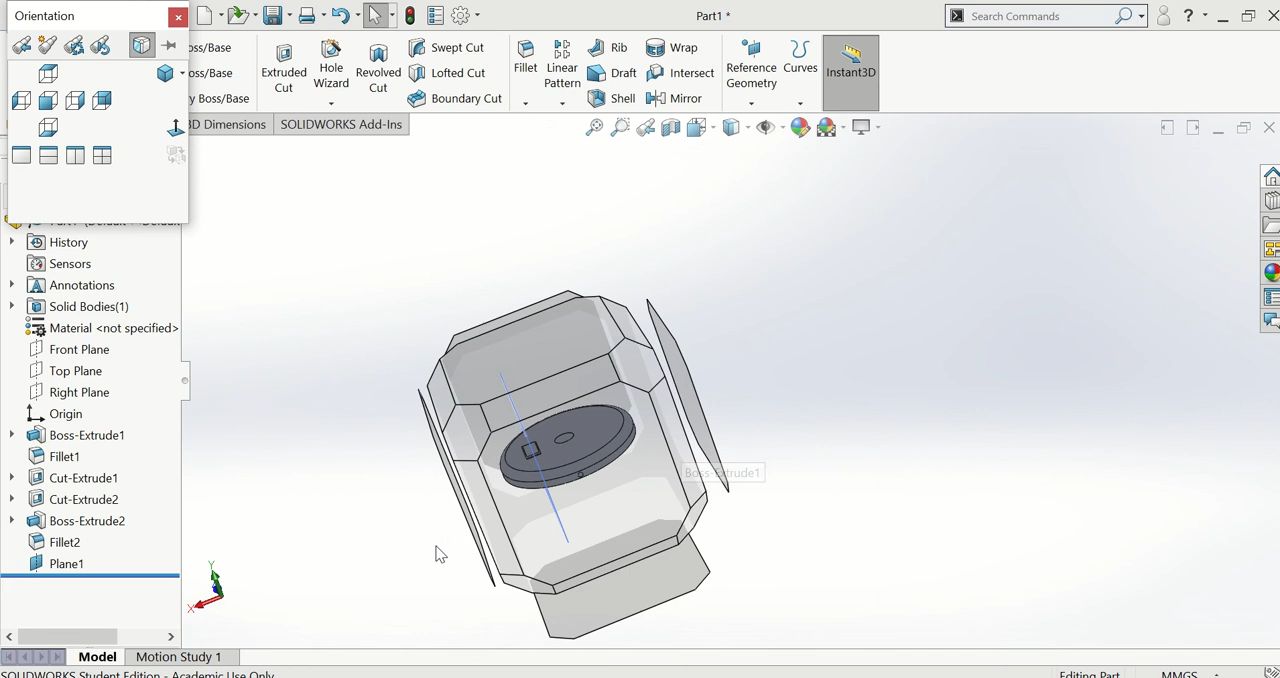 Orientation
Part1 *
Search Commands
?
oss/Base
oss/Base
y Boss/Base
Extruded Cut
Hole Wizard
Revolved Cut
Swept Cut
Lofted Cut
Boundary Cut
Fillet
Linear Pattern
Rib
Draft
Shell
Wrap
Intersect
Mirror
Reference Geometry
Curves
Instant3D
3D Dimensions
SOLIDWORKS Add-Ins
History
Sensors
Annotations
Solid Bodies(1)
Material <not specified>
Front Plane
Top Plane
Right Plane
Origin
Boss-Extrude1
Fillet1
Cut-Extrude1
Cut-Extrude2
Boss-Extrude2
Fillet2
Plane1
Boss-Extrude1
Y
X
Model
Motion Study 1
SOLIDWORKS Student Edition - Academic Use Only
Editing Part
MMGS